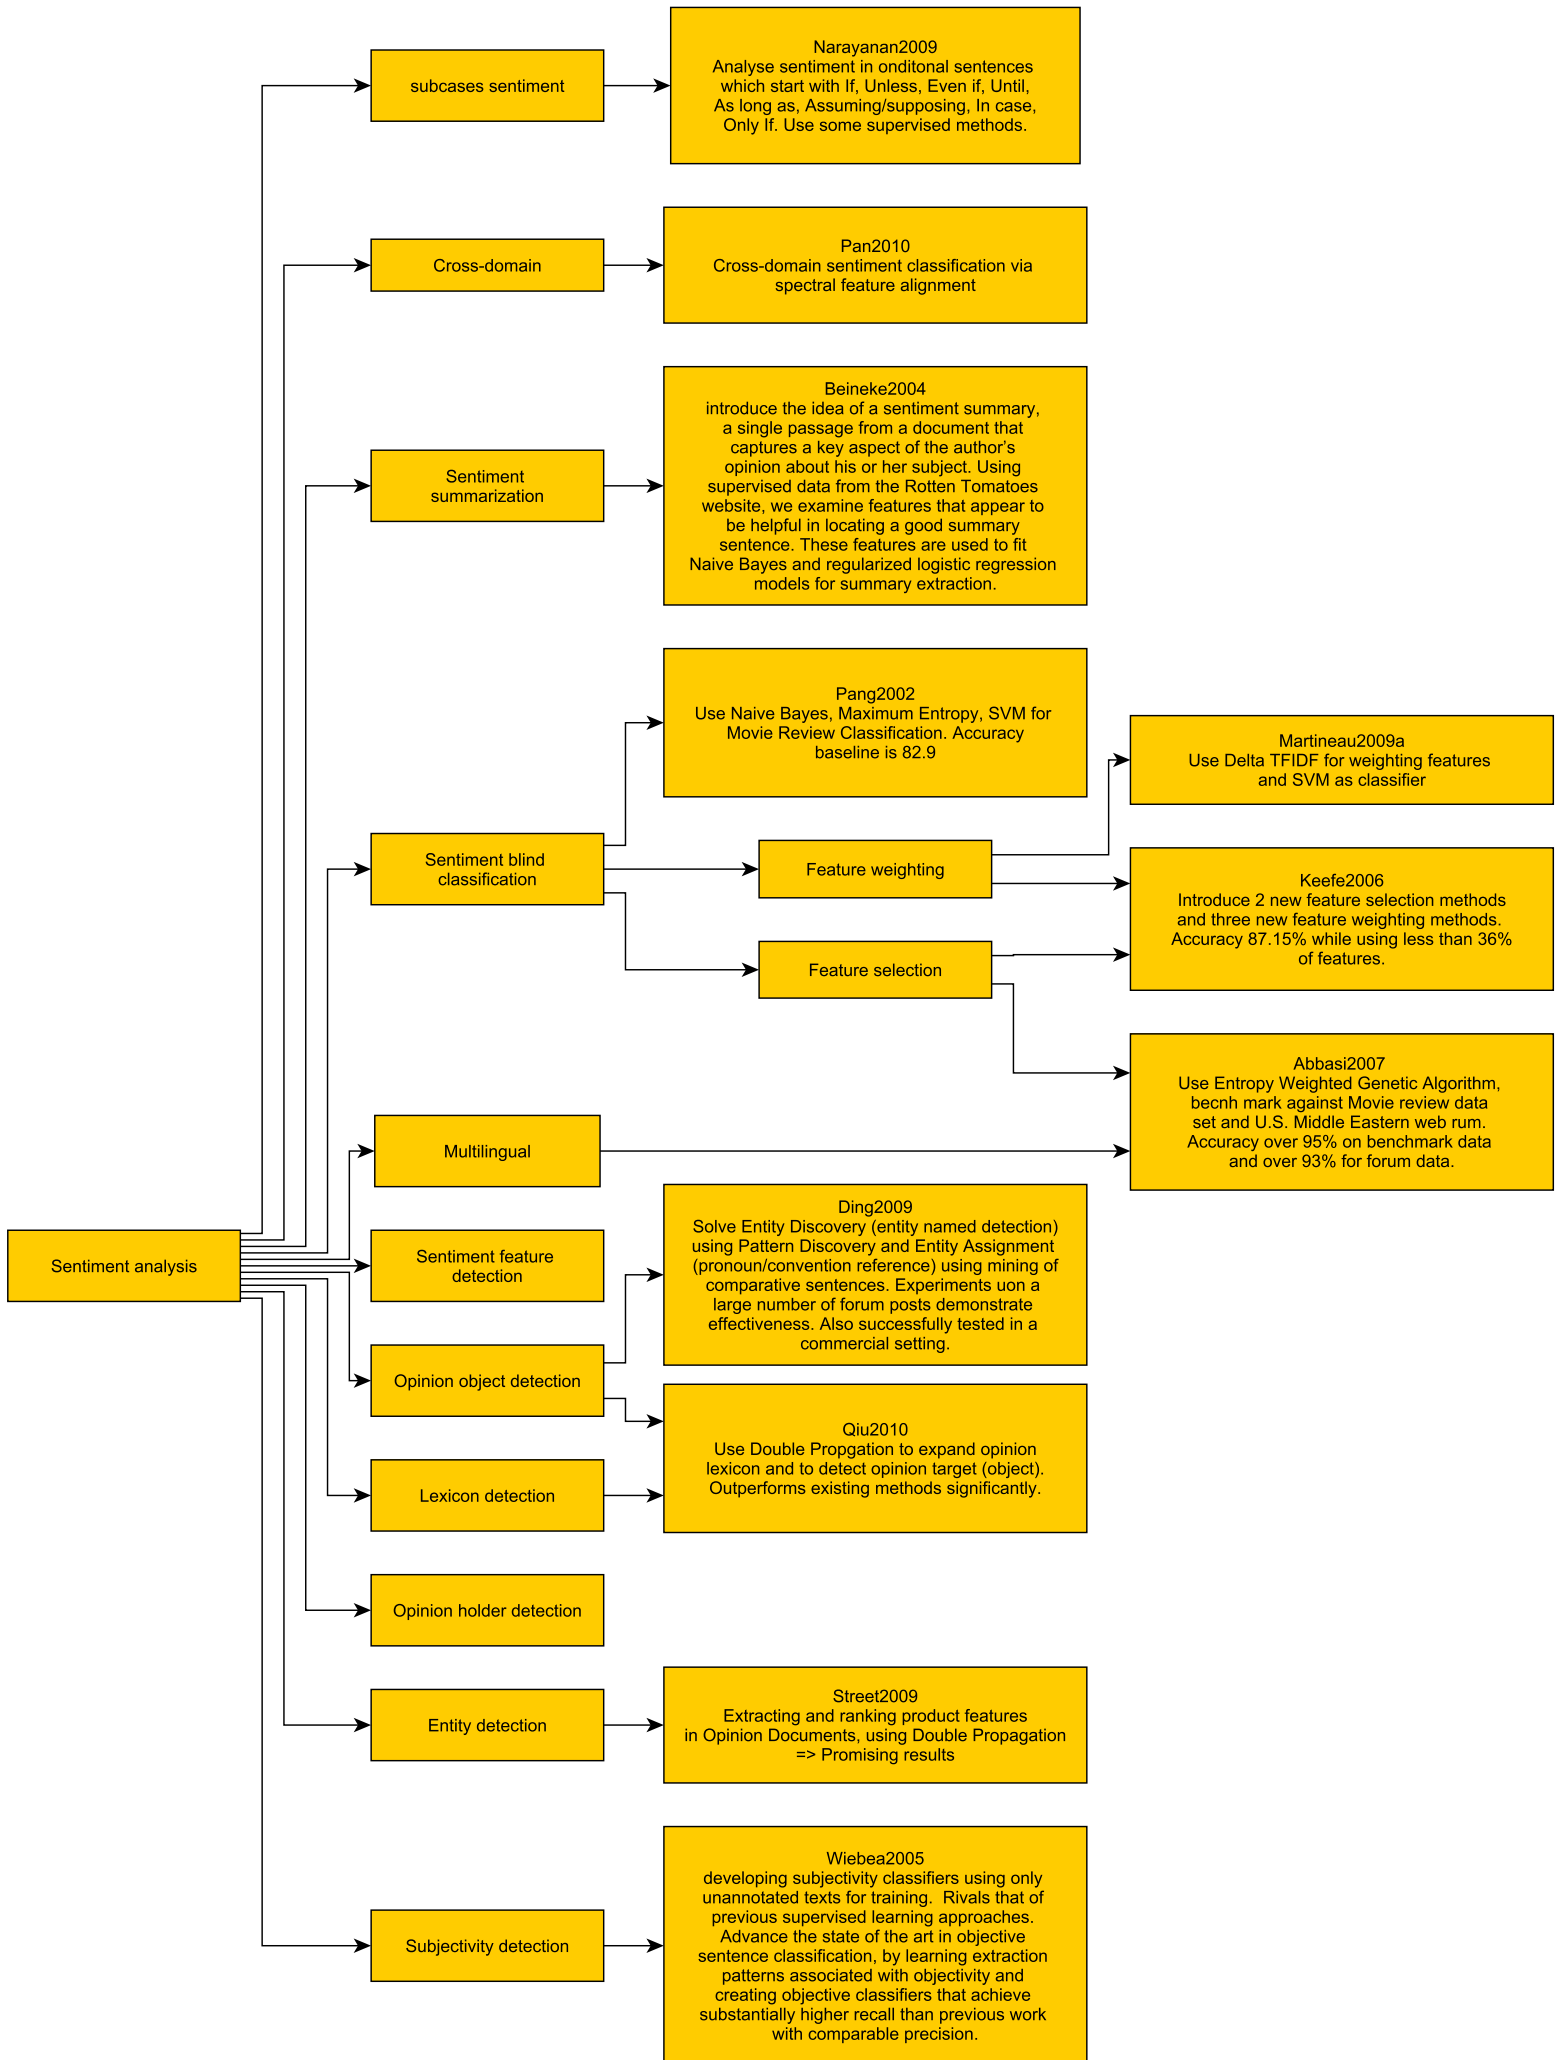 Narayanan2009
Analyse sentiment in onditonal sentences
which start with If, Unless, Even if, Until,
As long as, Assuming/supposing, In case,
Only If. Use some supervised methods.
subcases sentiment
Pan2010
Cross-domain sentiment classification via
spectral feature alignment
Cross-domain
Beineke2004
introduce the idea of a sentiment summary,
a single passage from a document that
captures a key aspect of the author's
opinion about his or her subject. Using
supervised data from the Rotten Tomatoes
website, we examine features that appear to
be helpful in locating a good summary
sentence. These features are used to fit
Naive Bayes and regularized logistic regression
models for summary extraction.
Sentiment
summarization
Pang2002
Use Naive Bayes, Maximum Entropy, SVM for
Movie Review Classification. Accuracy
baseline is 82.9
Martineau2009a
Use Delta TFIDF for weighting features
and SVM as classifier
Sentiment blind
classification
Feature weighting
Keefe2006
Introduce 2 new feature selection methods
and three new feature weighting methods.
Accuracy 87.15% while using less than 36%
of features.
Feature selection
Abbasi2007
Use Entropy Weighted Genetic Algorithm,
becnh mark against Movie review data
set and U.S. Middle Eastern web rum.
Accuracy over 95% on benchmark data
and over 93% for forum data.
Multilingual
Ding2009
Solve Entity Discovery (entity named detection)
using Pattern Discovery and Entity Assignment
(pronoun/convention reference) using mining of
comparative sentences. Experiments uon a
large number of forum posts demonstrate
effectiveness. Also successfully tested in a
commercial setting.
Sentiment analysis
Sentiment feature
detection
Opinion object detection
Qiu2010
Use Double Propgation to expand opinion
lexicon and to detect opinion target (object).
Outperforms existing methods significantly.
Lexicon detection
Opinion holder detection
Street2009
Extracting and ranking product features
in Opinion Documents, using Double Propagation
=> Promising results
Entity detection
Wiebea2005
developing subjectivity classifiers using only
unannotated texts for training.  Rivals that of
previous supervised learning approaches.
Advance the state of the art in objective
sentence classification, by learning extraction
patterns associated with objectivity and
creating objective classifiers that achieve
substantially higher recall than previous work
with comparable precision.
Subjectivity detection